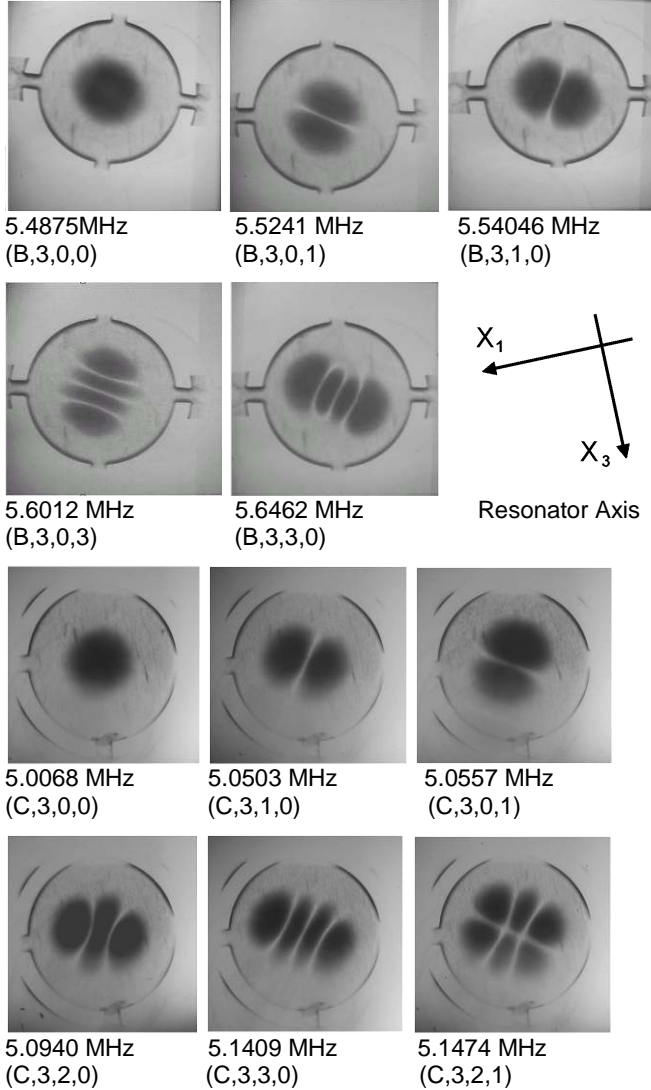 5.4875MHz
(B,3,0,0)
5.5241 MHz
(B,3,0,1)
5.54046 MHz
(B,3,1,0)
X1
X3
Resonator Axis
5.6012 MHz
(B,3,0,3)
5.6462 MHz
(B,3,3,0)
5.0068 MHz
(C,3,0,0)
5.0503 MHz
(C,3,1,0)
5.0557 MHz
(C,3,0,1)
5.0940 MHz
(C,3,2,0)
5.1409 MHz
(C,3,3,0)
5.1474 MHz
(C,3,2,1)